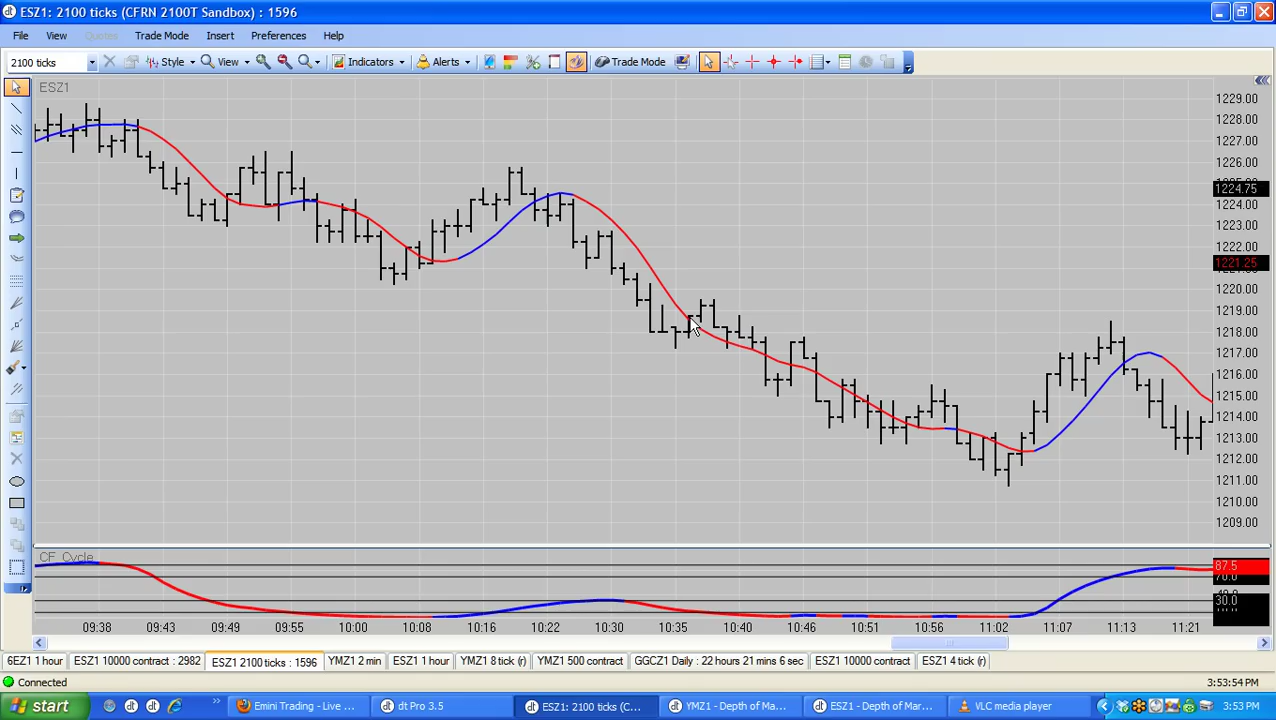 ESZ1: 2100 ticks (CFRN 2100T Sandbox) : 1596
File View Quotes Trade Mode Insert Preferences Help
2100 ticks Style View Indicators Alerts Trade Mode
ESZ1
1229.00
1228.00
1227.00
1226.00
1224.75
1224.00
1223.00
1222.00
1221.25
1220.00
1219.00
1218.00
1217.00
1216.00
1215.00
1214.00
1213.00
1212.00
1211.00
1210.00
1209.00
CF_Cycle
87.5
70.0
30.0
09:38 09:43 09:49 09:55 10:00 10:08 10:16 10:22 10:30 10:35 10:40 10:46 10:50 10:56 11:02 11:07 11:13 11:21
6EZ1 1 hour ESZ1 10000 contract : 2982 ESZ1 2100 ticks : 1596 YMZ1 2 min ESZ1 1 hour YMZ1 8 tick (r) YMZ1 500 contract GGCZ1 Daily : 22 hours 21 mins 6 sec ESZ1 10000 contract ESZ1 4 tick (r)
Connected 3:53:54 PM
start Emini Trading - Live ... dt Pro 3.5 ESZ1: 2100 ticks (C... YMZ1 - Depth of Ma... ESZ1 - Depth of Mar... VLC media player 3:53 PM